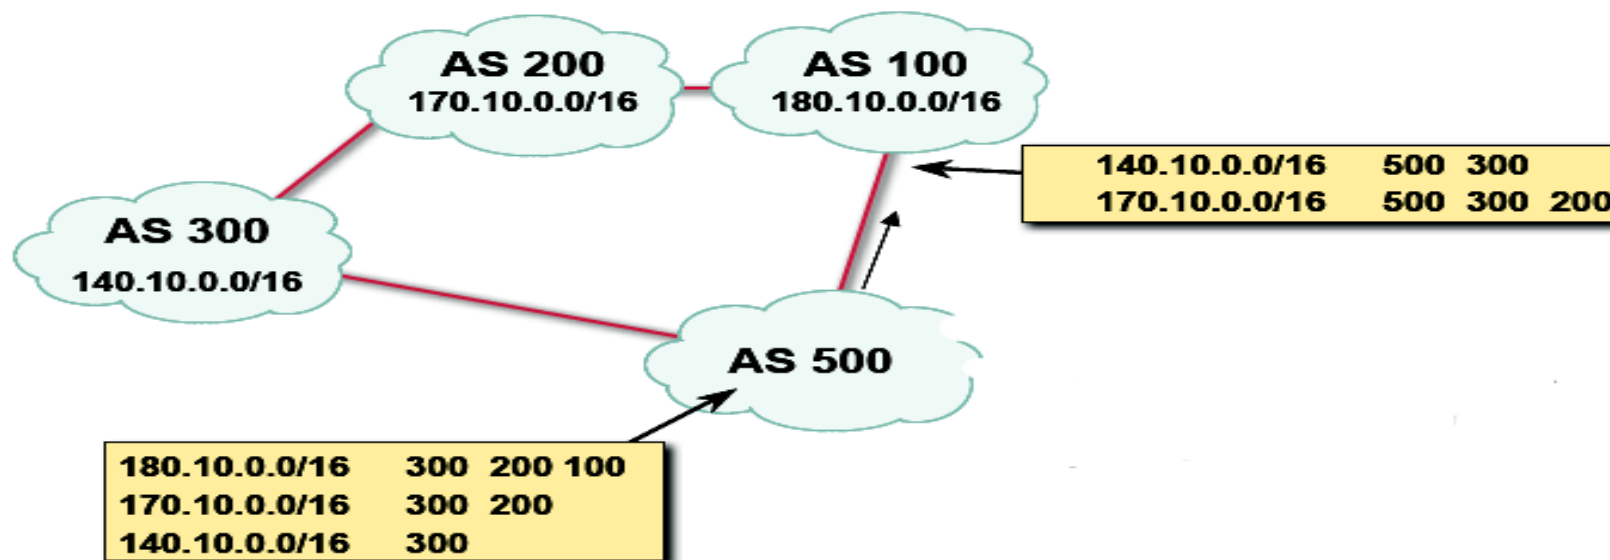 AS 200
170.10.0.0/16
AS 100
180.10.0.0/16
140.10.0.0/16 500 300
170.10.0.0/16 500 300 200
AS 300
140.10.0.0/16
AS 500
180.10.0.0/16 300 200 100
170.10.0.0/16 300 200
140.10.0.0/16 300